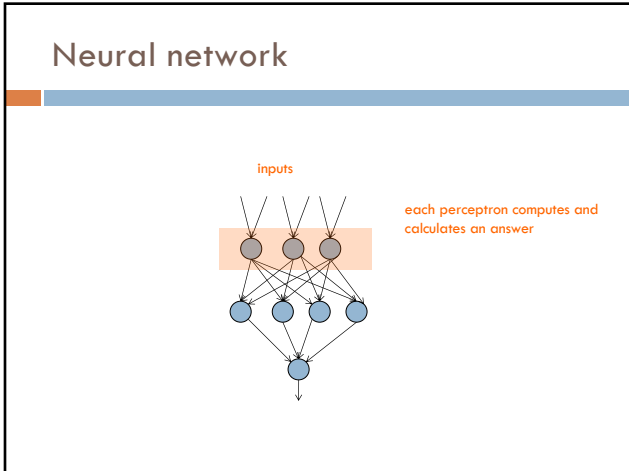 Neural network
inputs
each perceptron computes and
calculates an answer